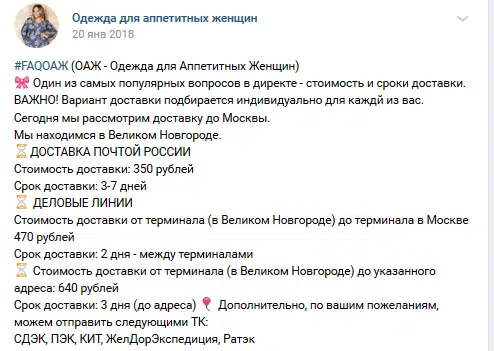 Одежда для аппетитных женщин
20 янв 2018
#FAQОАЖ (ОАЖ - Одежда для Аппетитных Женщин)
🎀 Один из самых популярных вопросов в директе - стоимость и сроки доставки.
ВАЖНО! Вариант доставки подбирается индивидуально для каждй из вас.
Сегодня мы рассмотрим доставку до Москвы.
Мы находимся в Великом Новгороде.
⏳ ДОСТАВКА ПОЧТОЙ РОССИИ
Стоимость доставки: 350 рублей
Срок доставки: 3-7 дней
⏳ ДЕЛОВЫЕ ЛИНИИ
Стоимость доставки от терминала (в Великом Новгороде) до терминала в Москве
470 рублей
Срок доставки: 2 дня - между терминалами
⏳ Стоимость доставки от терминала (в Великом Новгороде) до указанного
адреса: 640 рублей
Срок доставки: 3 дня (до адреса) 🎈 Дополнительно, по вашим пожеланиям,
можем отправить следующими ТК:
СДЭК, ПЭК, КИТ, ЖелДорЭкспедиция, Ратэк